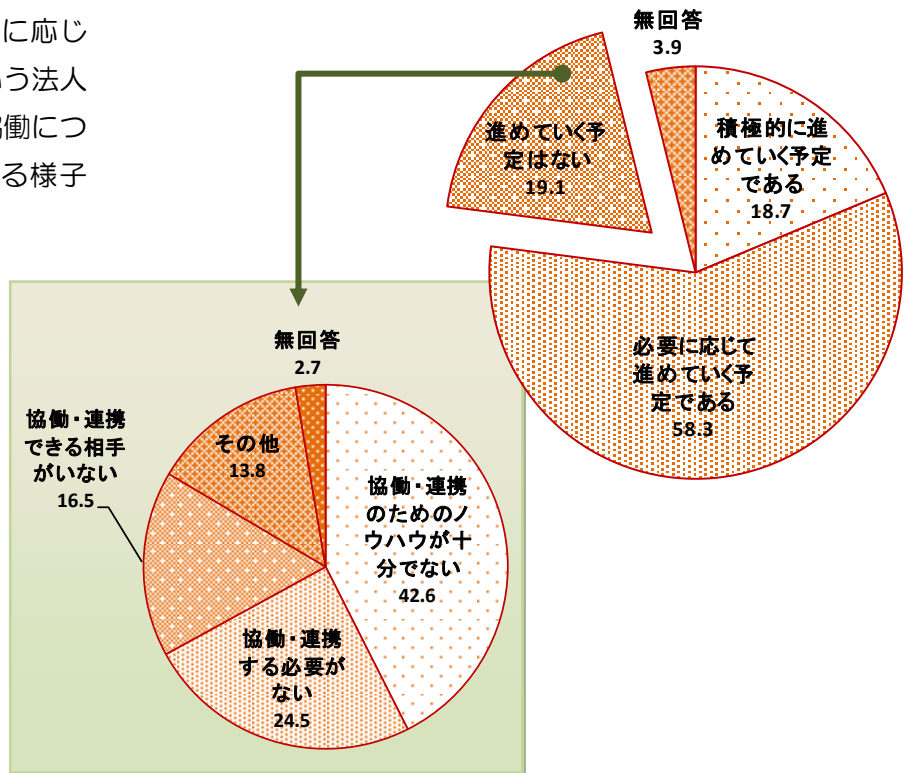 に応じ
いう法人
協働につ
る様子
無回答
3.9
積極的に進
めていく予定
である
18.7
進めていく予
定はない
19.1
必要に応じて
進めていく予
定である
58.3
無回答
2.7
協働・連携
できる相手
がいない
16.5
その他
13.8
協働・連携
のためのノ
ウハウが十
分でない
42.6
協働・連携
する必要が
ない
24.5